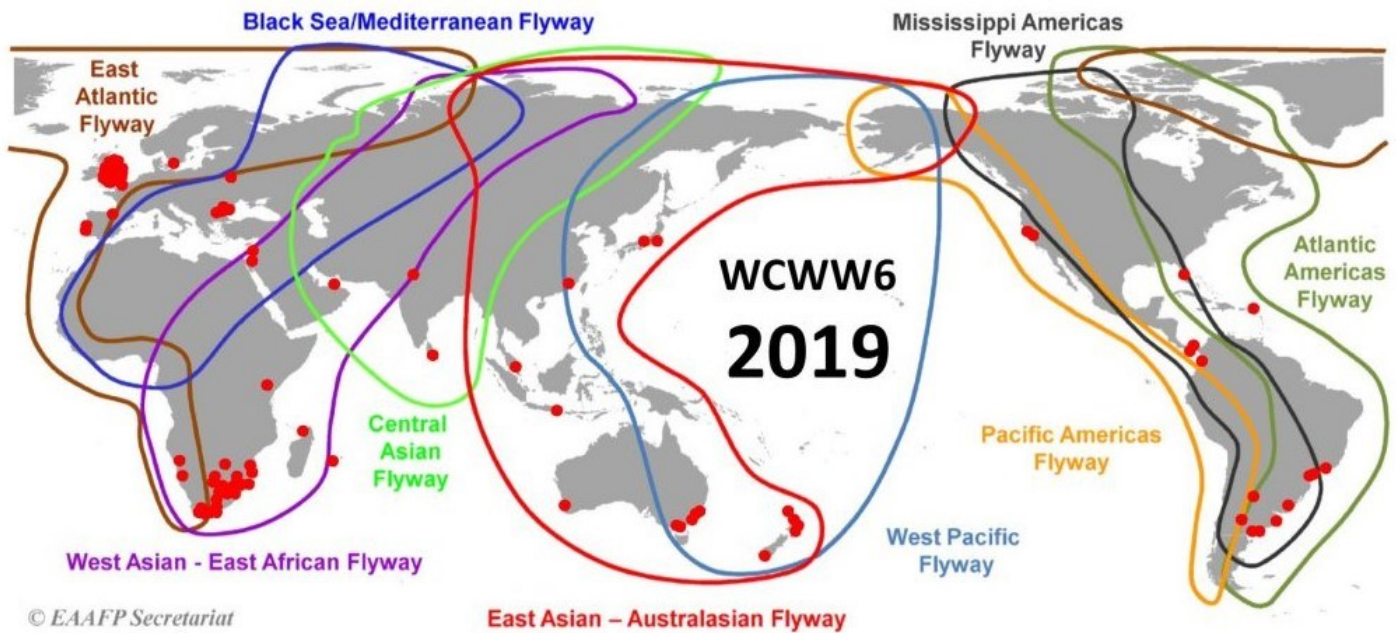 Black Sea/Mediterranean Flyway
Mississippi Americas
Flyway
East
Atlantic
Flyway
WCWW6
2019
Atlantic
Americas
Flyway
Central
Asian
Flyway
Pacific Americas
Flyway
West Asian - East African Flyway
West Pacific
Flyway
© EAAFP Secretariat
East Asian – Australasian Flyway